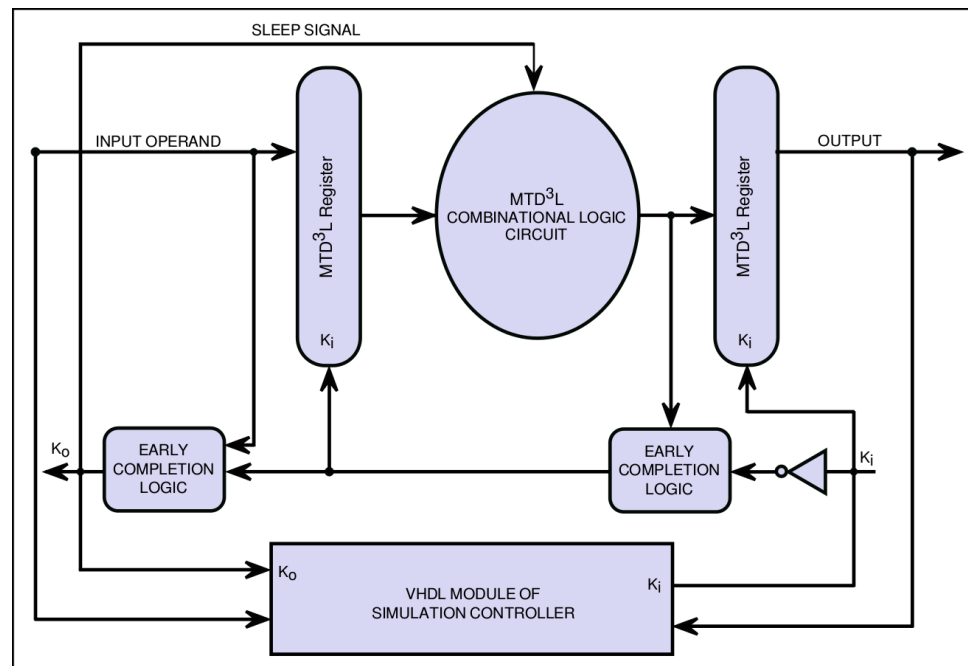 SLEEP SIGNAL
INPUT OPERAND
MTD³L Register
Kᵢ
MTD³L
COMBINATIONAL LOGIC
CIRCUIT
MTD³L Register
Kᵢ
OUTPUT
Kₒ
EARLY
COMPLETION
LOGIC
EARLY
COMPLETION
LOGIC
Kᵢ
Kₒ
VHDL MODULE OF
SIMULATION CONTROLLER
Kᵢ